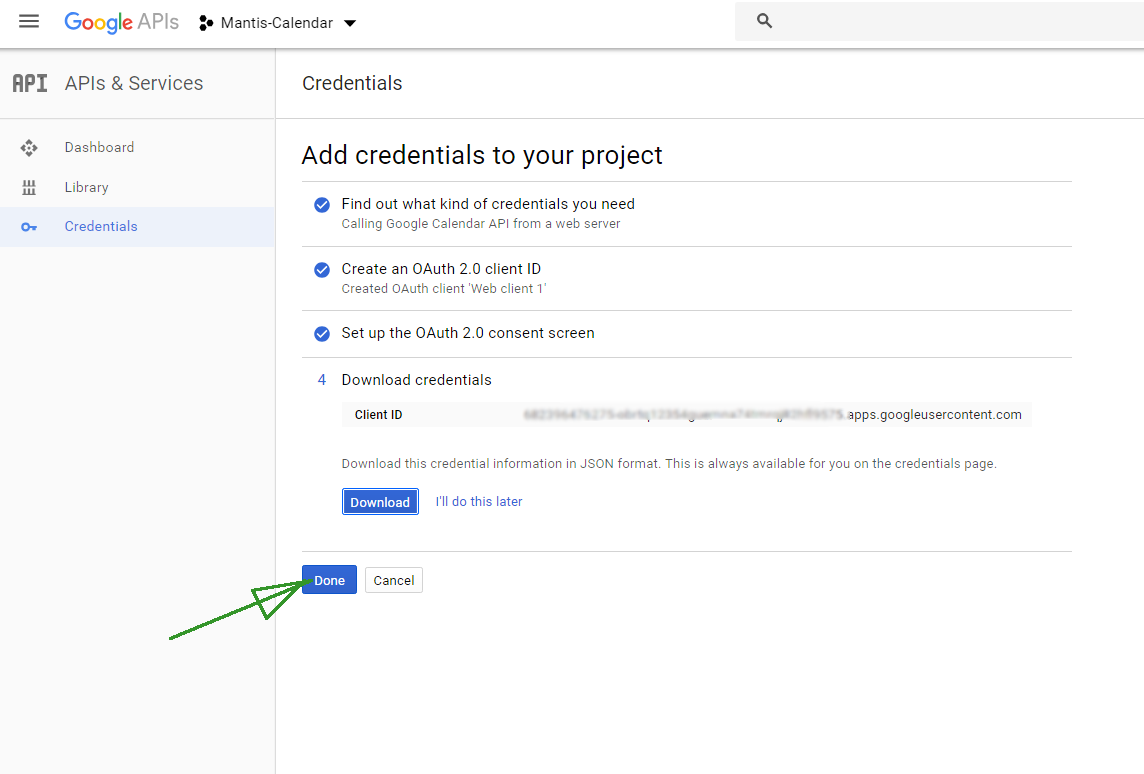 Google APIs
Mantis-Calendar
API APIs & Services
Credentials
Dashboard
Library
Credentials
Add credentials to your project
Find out what kind of credentials you need
Calling Google Calendar API from a web server
Create an OAuth 2.0 client ID
Created OAuth client 'Web client 1'
Set up the OAuth 2.0 consent screen
4 Download credentials
Client ID .apps.googleusercontent.com
Download this credential information in JSON format. This is always available for you on the credentials page.
Download I'll do this later
Done Cancel